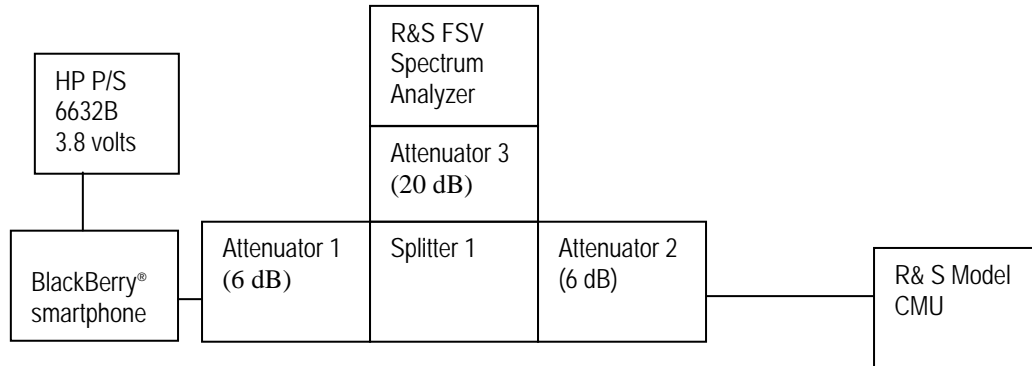 R&S FSV
Spectrum
Analyzer
HP P/S
6632B
3.8 volts
Attenuator 3
(20 dB)
BlackBerry®
smartphone
Attenuator 1
(6 dB)
Splitter 1
Attenuator 2
(6 dB)
R& S Model
CMU